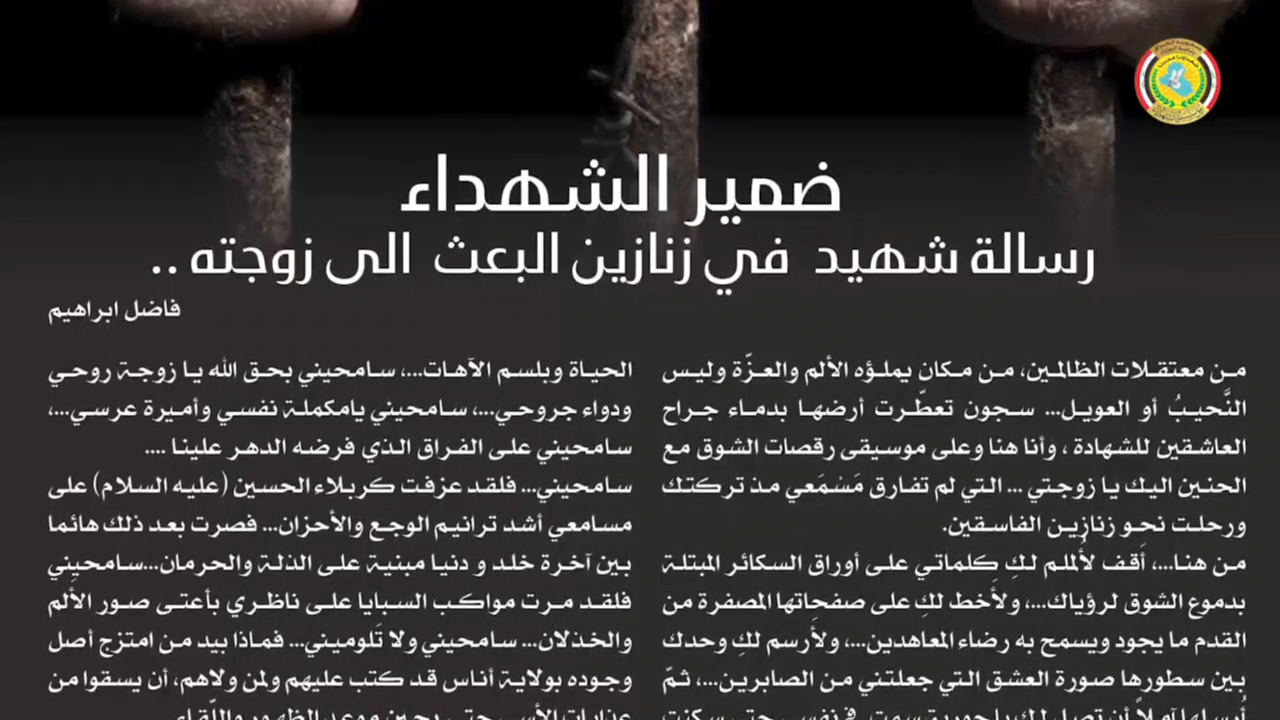 ضمير الشهداء
رسالة شهيد في زنازين البعث الى زوجته ..
فاضل ابراهيم
من معتقلات الظالمين، من مكان يملؤه الألم والعزّة وليس
النَّحيبُ أو العويل... سجون تعطّرت أرضها بدماء جراح
العاشقين للشهادة ، وأنا هنا وعلى موسيقى رقصات الشوق مع
الحنين اليك يا زوجتي ... التي لم تفارق مَسْمَعي مذ تركتك
ورحلت نحو زنازين الفاسقين.
من هنا...، أَقف لأُلملم لكِ كلماتي على أوراق السكائر المبتلة
بدموع الشوق لرؤياك...، ولأَخط لكِ على صفحاتها المصفرة من
القدم ما يجود ويسمح به رضاء المعاهدين...، ولأَرسم لكِ وحدك
بين سطورها صورة العشق التي جعلتني من الصابرين...، ثمّ
الحياة وبلسم الآهات...، سامحيني بحق الله يا زوجة روحي
ودواء جروحي...، سامحيني يامكملة نفسي وأميرة عرسي...،
سامحيني على الفراق الذي فرضه الدهر علينا ....
سامحيني... فلقد عزفت كربلاء الحسين (عليه السلام) على
مسامعي أشد ترانيم الوجع والأحزان... فصرت بعد ذلك هائما
بين آخرة خلد و دنيا مبنية على الذلة والحرمان...سامحيني
فلقد مرت مواكب السبايا على ناظري بأعتى صور الألم
والخذلان... سامحيني ولا تَلوميني... فماذا بيد من امتزج أصل
وجوده بولاية أناس قد كتب عليهم ولمن ولاهم، أن يسقوا من